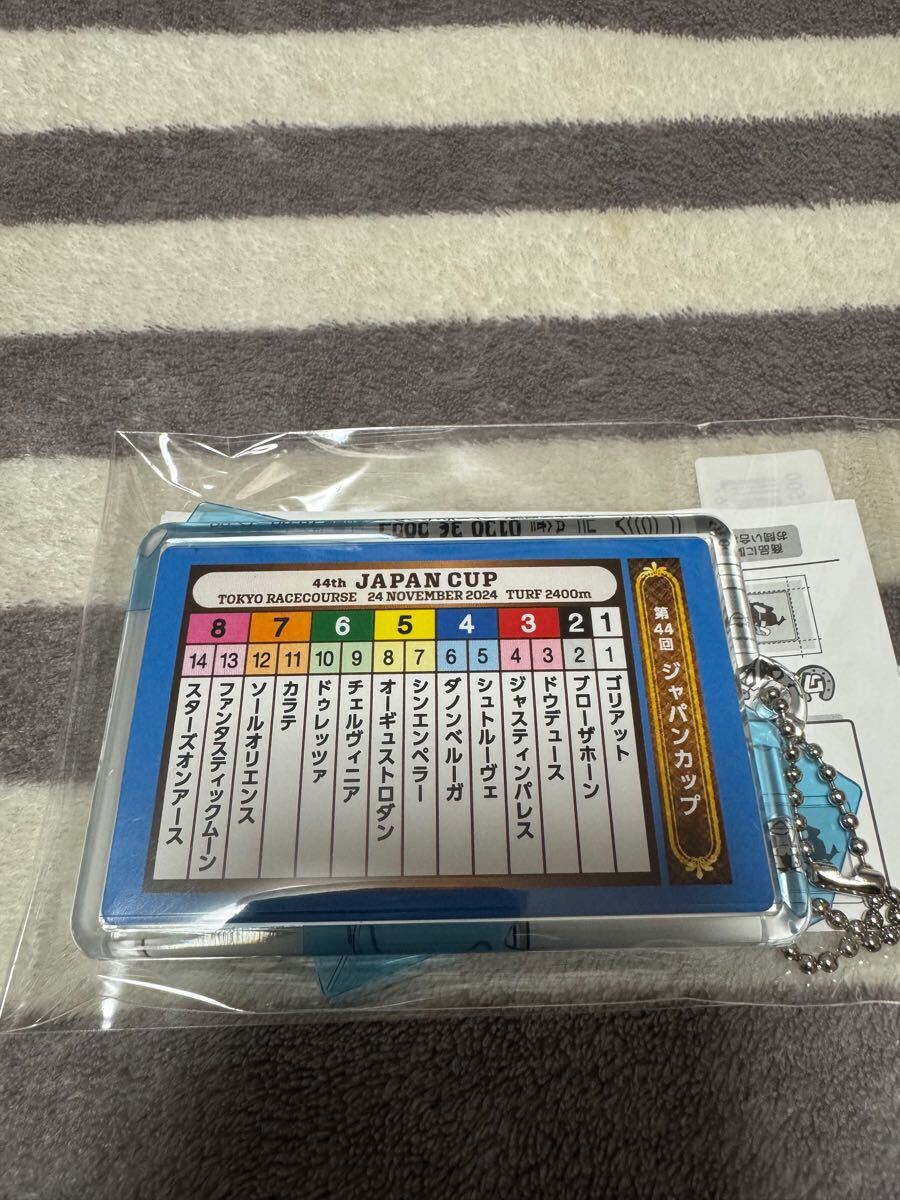 44th JAPAN CUP
TOKYO RACECOURSE 24 NOVEMBER 2024 TURF 2400m
第44回 ジャパンカップ
8 7 6 5 4 3 2 1
14 13 12 11 10 9 8 7 6 5 4 3 2 1
ゴリアット
ブローザホーン
ドウデュース
ジャスティンパレス
シュトルーヴェ
ダノンベルーガ
シンエンペラー
オーギュストロダン
チェルヴィニア
ドゥレッツァ
カラテ
ソールオリエンス
ファンタスティックムーン
スターズオンアース
商品に
お問い合